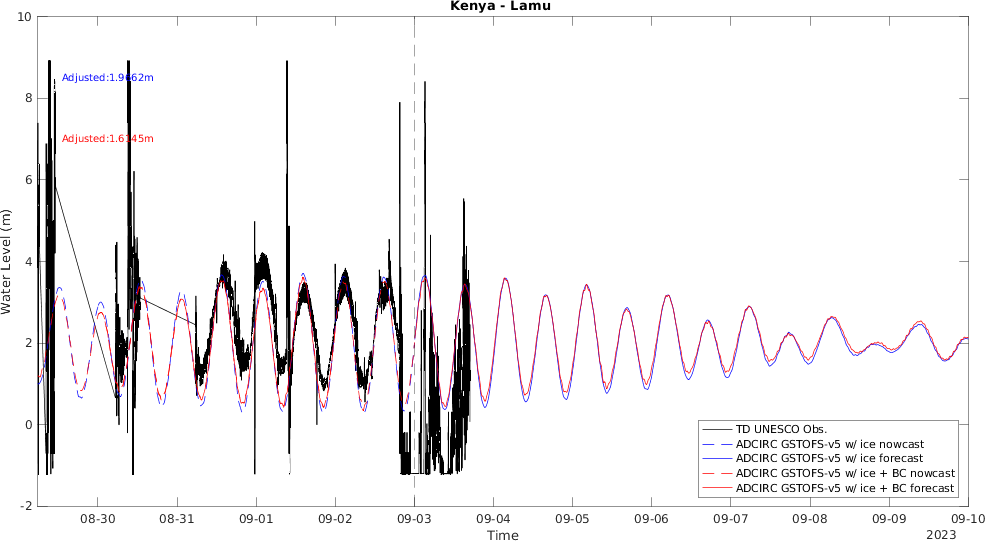 Kenya - Lamu
10
8
6
4
2
0
-2
Water Level (m)
Adjusted:1.9662m
Adjusted:1.6145m
TD UNESCO Obs.
ADCIRC GSTOFS-v5 w/ ice nowcast
ADCIRC GSTOFS-v5 w/ ice forecast
ADCIRC GSTOFS-v5 w/ ice + BC nowcast
ADCIRC GSTOFS-v5 w/ ice + BC forecast
08-30 08-31 09-01 09-02 09-03 09-04 09-05 09-06 09-07 09-08 09-09 09-10
Time
2023